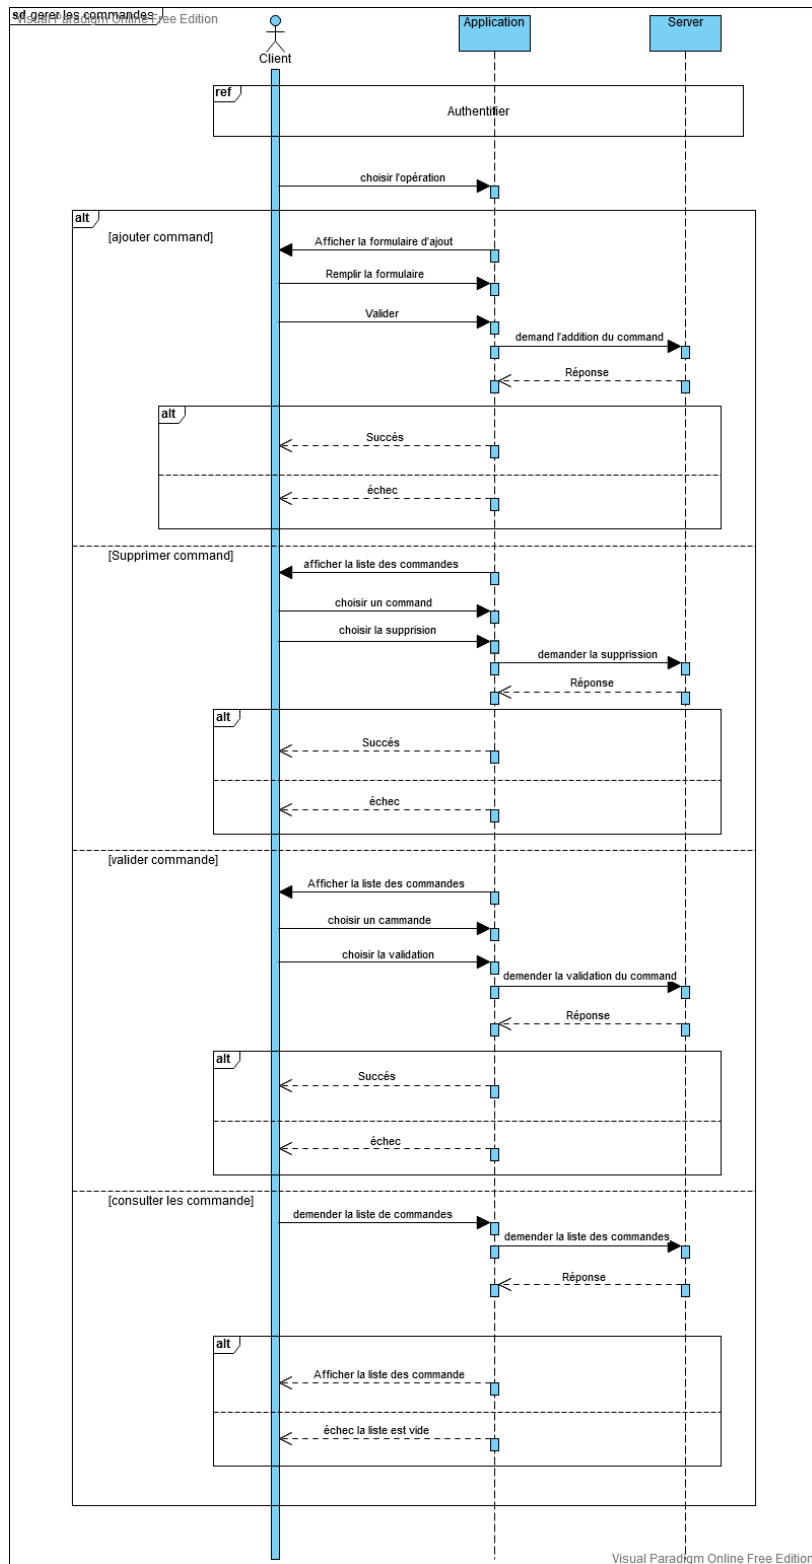 sd gerer les commandes
Visual Paradigm Online Free Edition
Client
Application
Server
ref
Authentifier
choisir l'opération
alt
[ajouter command]
Afficher la formulaire d'ajout
Remplir la formulaire
Valider
demand l'addition du command
Réponse
alt
Succés
échec
[Supprimer command]
afficher la liste des commandes
choisir un command
choisir la supprision
demander la supprission
Réponse
alt
Succés
échec
[valider commande]
Afficher la liste des commandes
choisir un cammande
choisir la validation
demender la validation du command
Réponse
alt
Succés
échec
[consulter les commande]
demender la liste de commandes
demender la liste des commandes
Réponse
alt
Afficher la liste des commande
échec la liste est vide
Visual Paradigm Online Free Edition